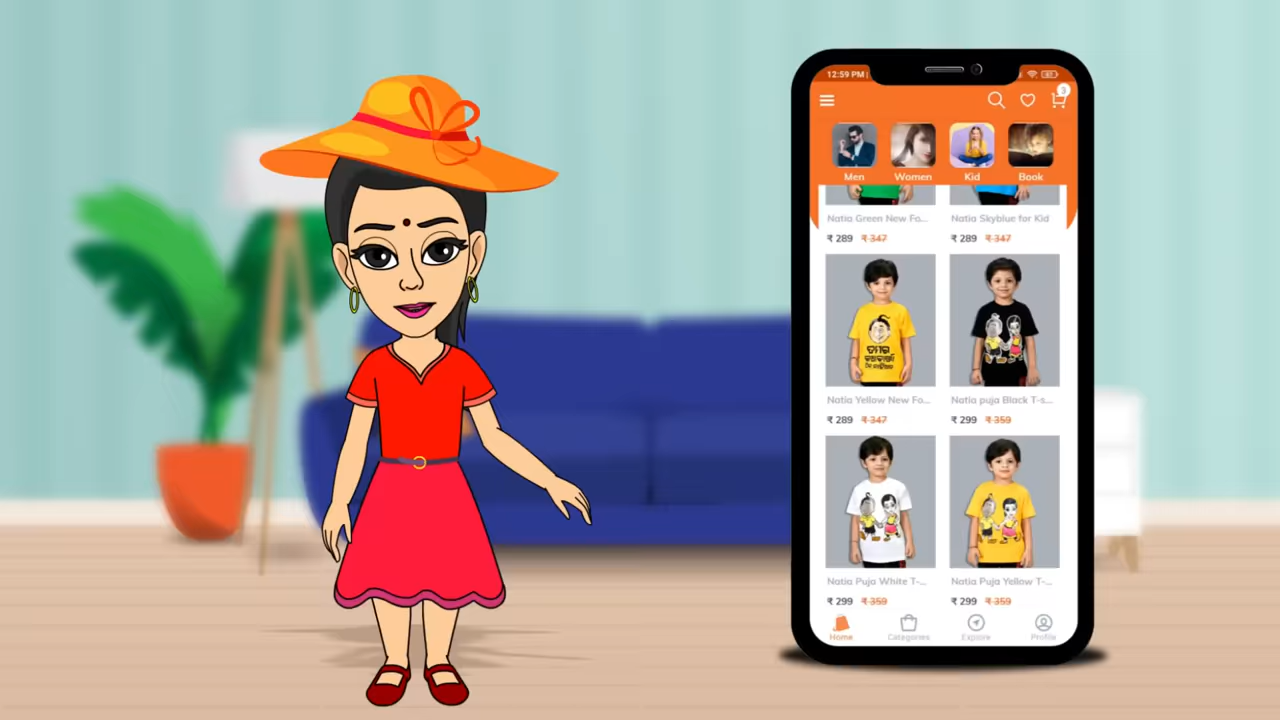 12:59 PM
3
Men
Women
Kid
Book
Natia Green New Fo...
Natia Skyblue for Kid
₹ 289 ₹ 347
₹ 289 ₹ 347
Natia Yellow New Fo...
Natia puja Black T-s...
₹ 289 ₹ 347
₹ 299 ₹ 359
Natia Puja White T-...
Natia Puja Yellow T-...
₹ 299 ₹ 359
₹ 299 ₹ 359
Home
Categories
Explore
Profile